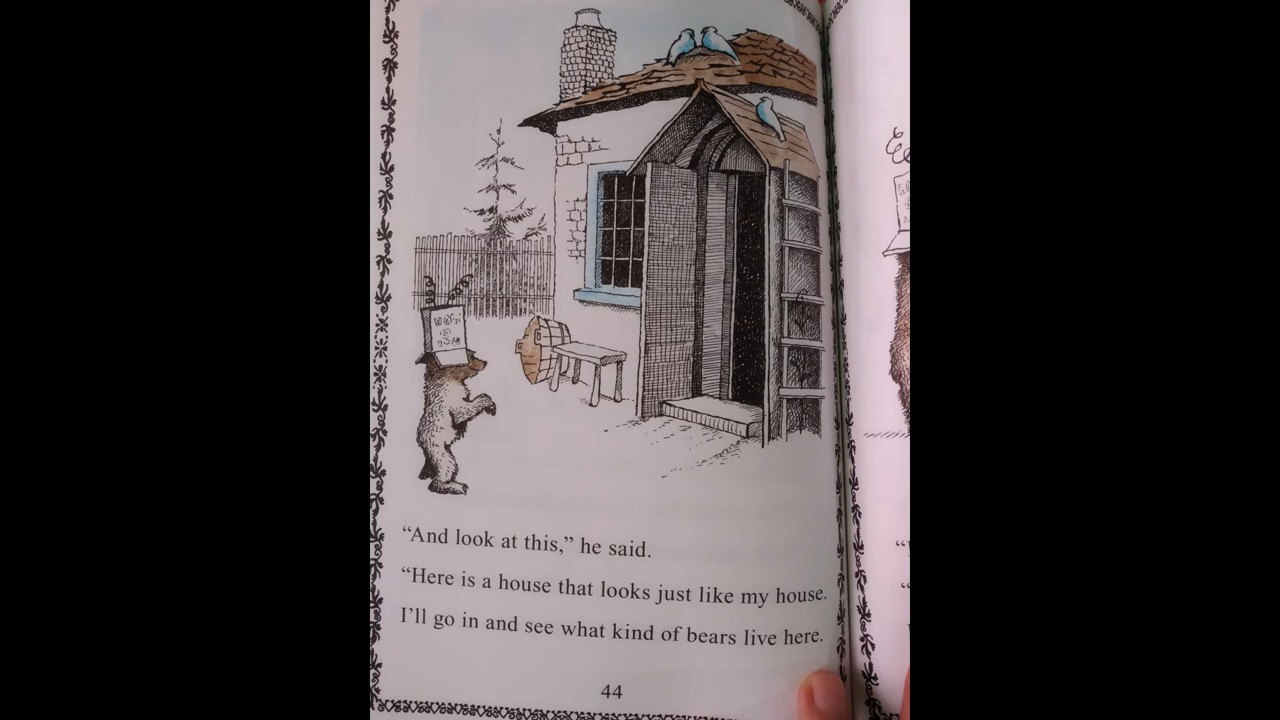 “And look at this,” he said.
“Here is a house that looks just like my house.
I’ll go in and see what kind of bears live here.
44